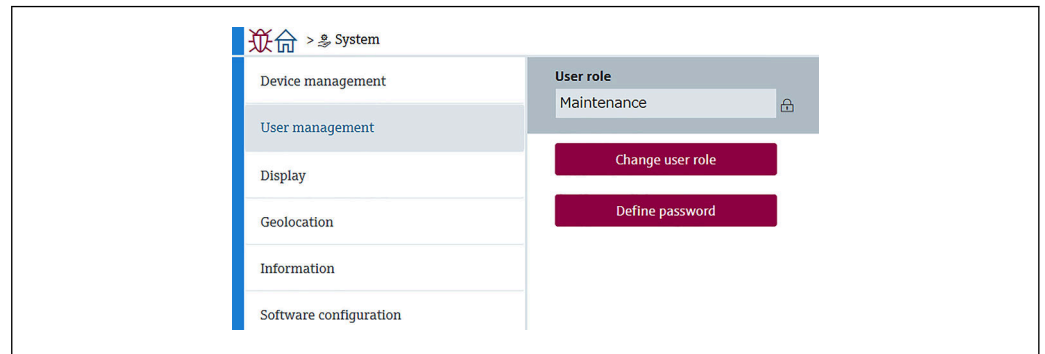 > System
Device management
User management
Display
Geolocation
Information
Software configuration
User role
Maintenance
Change user role
Define password